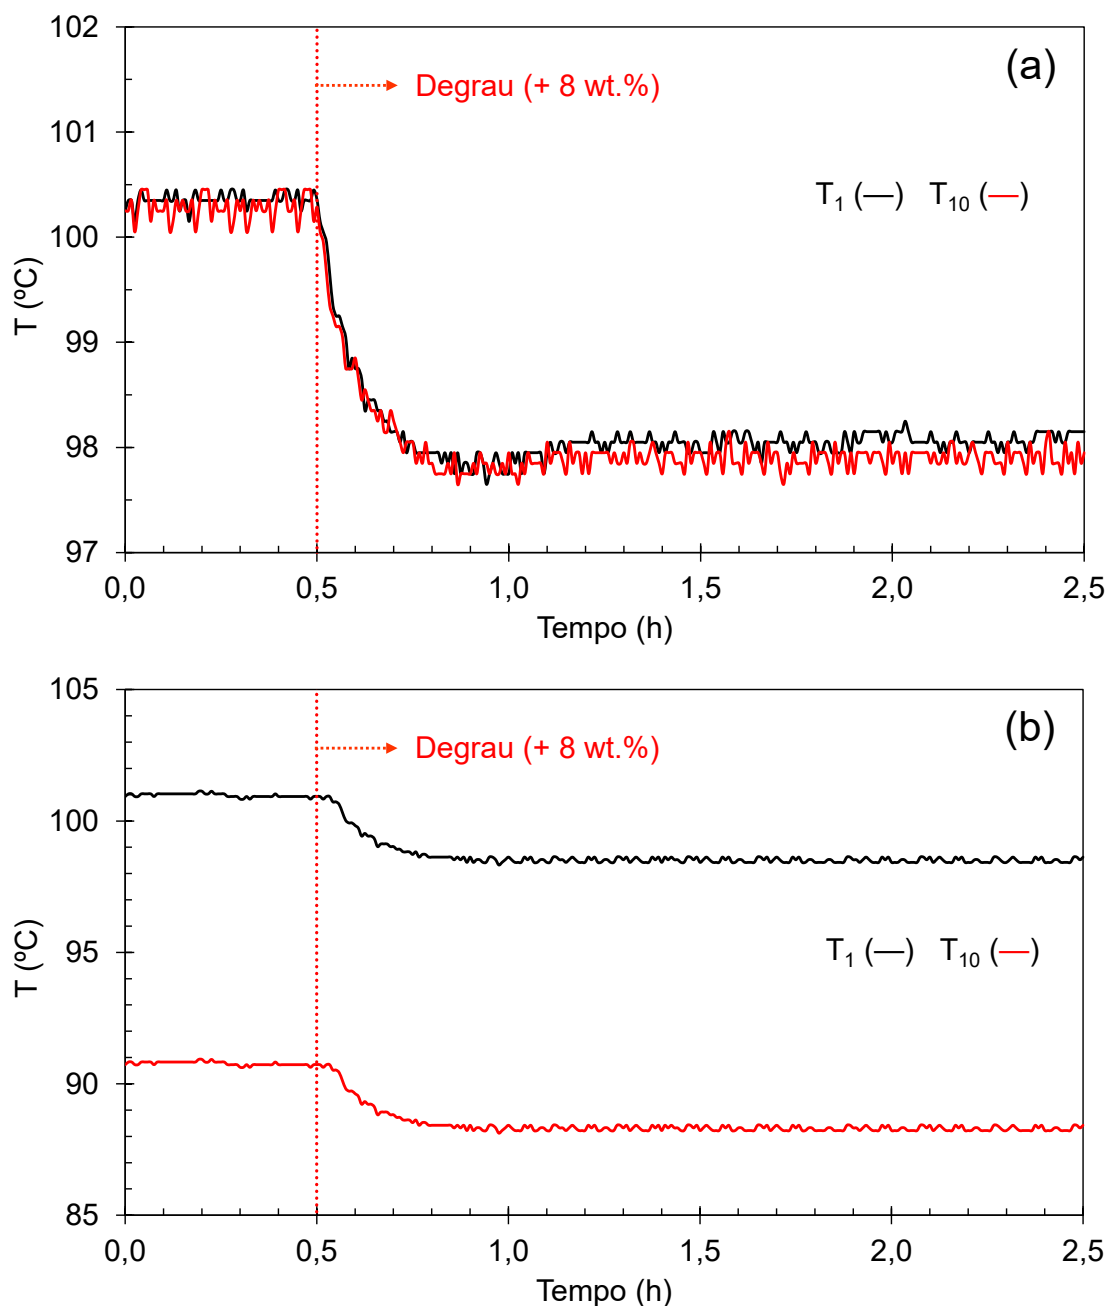 102
(a)
Degrau (+ 8 wt.%)
101
T1 (—) T10 (—)
100
T (ºC)
99
98
97
0,0 0,5 1,0 1,5 2,0 2,5
Tempo (h)
105
(b)
Degrau (+ 8 wt.%)
100
T1 (—) T10 (—)
95
T (ºC)
90
85
0,0 0,5 1,0 1,5 2,0 2,5
Tempo (h)